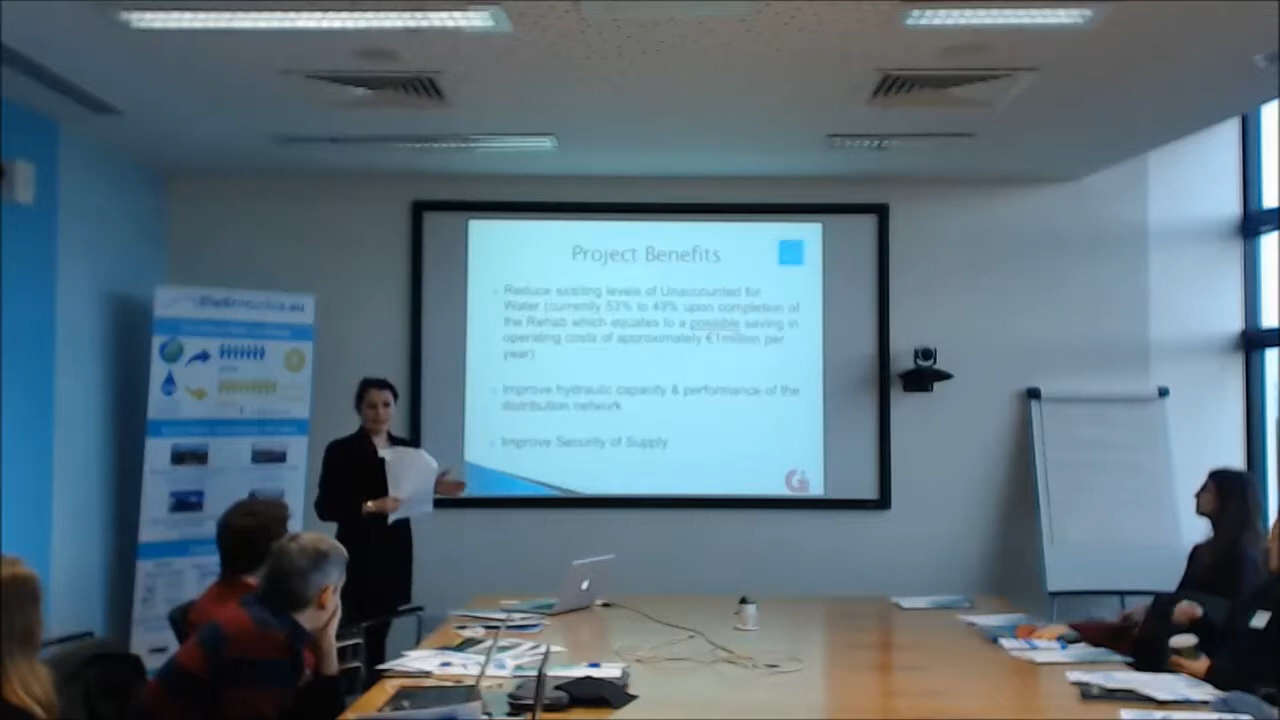 Project Benefits
Reduce existing levels of Unaccounted for
Water (currently 53% to 49% upon completion of
the Rehab which equates to a possible saving in
operating costs of approximately €1million per
year)
Improve hydraulic capacity & performance of the
distribution network
Improve Security of Supply